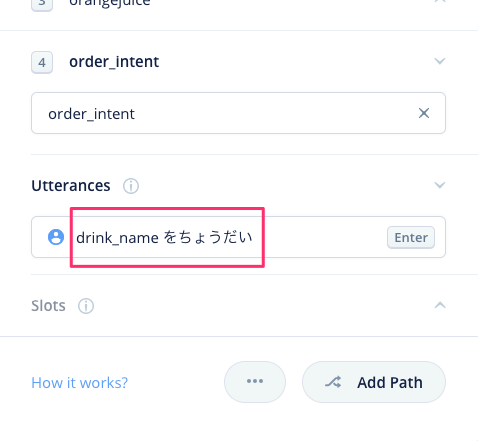 3 orangejuice
4 order_intent
order_intent
Utterances
drink_name をちょうだい Enter
Slots
How it works? ... Add Path